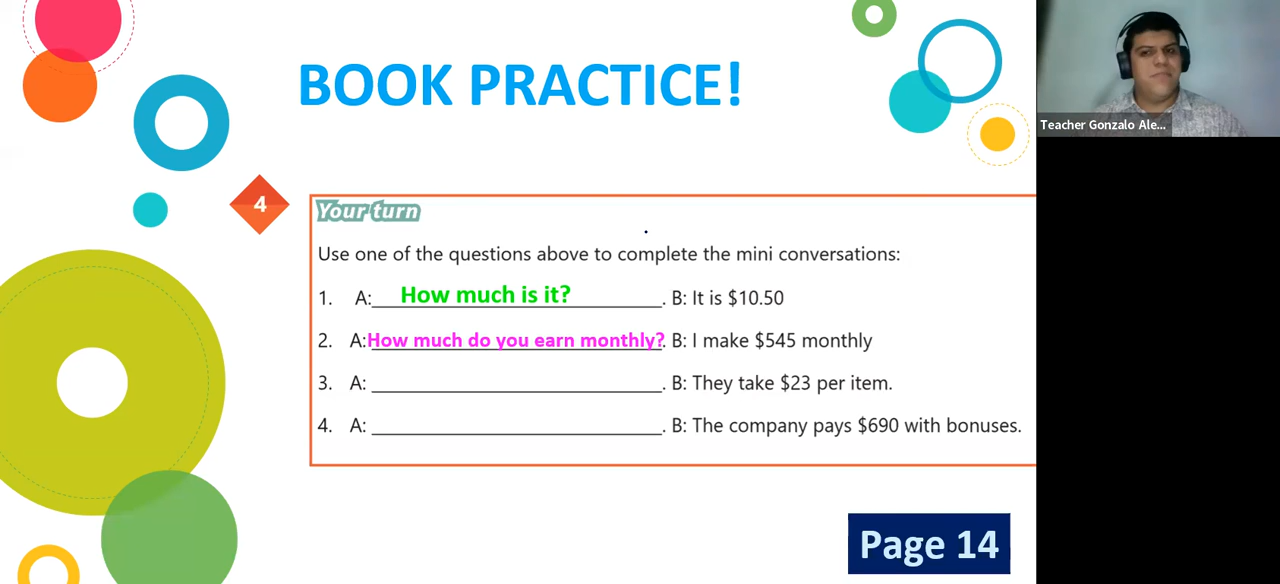 BOOK PRACTICE!
Teacher Gonzalo Ale...
4
Your turn
Use one of the questions above to complete the mini conversations:
1. A:How much is it?. B: It is $10.50
2. A:How much do you earn monthly?. B: I make $545 monthly
3. A: ____________________________. B: They take $23 per item.
4. A: ____________________________. B: The company pays $690 with bonuses.
Page 14